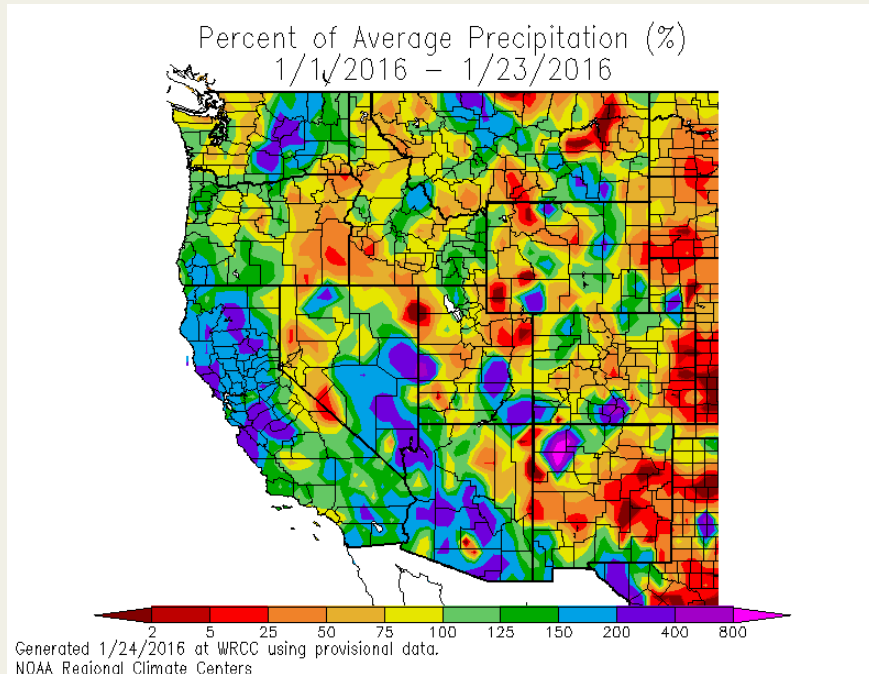 Percent of Average Precipitation (%)
1/1/2016 – 1/23/2016
2 5 25 50 75 100 125 150 200 400 800
Generated 1/24/2016 at WRCC using provisional data.
NOAA Regional Climate Centers